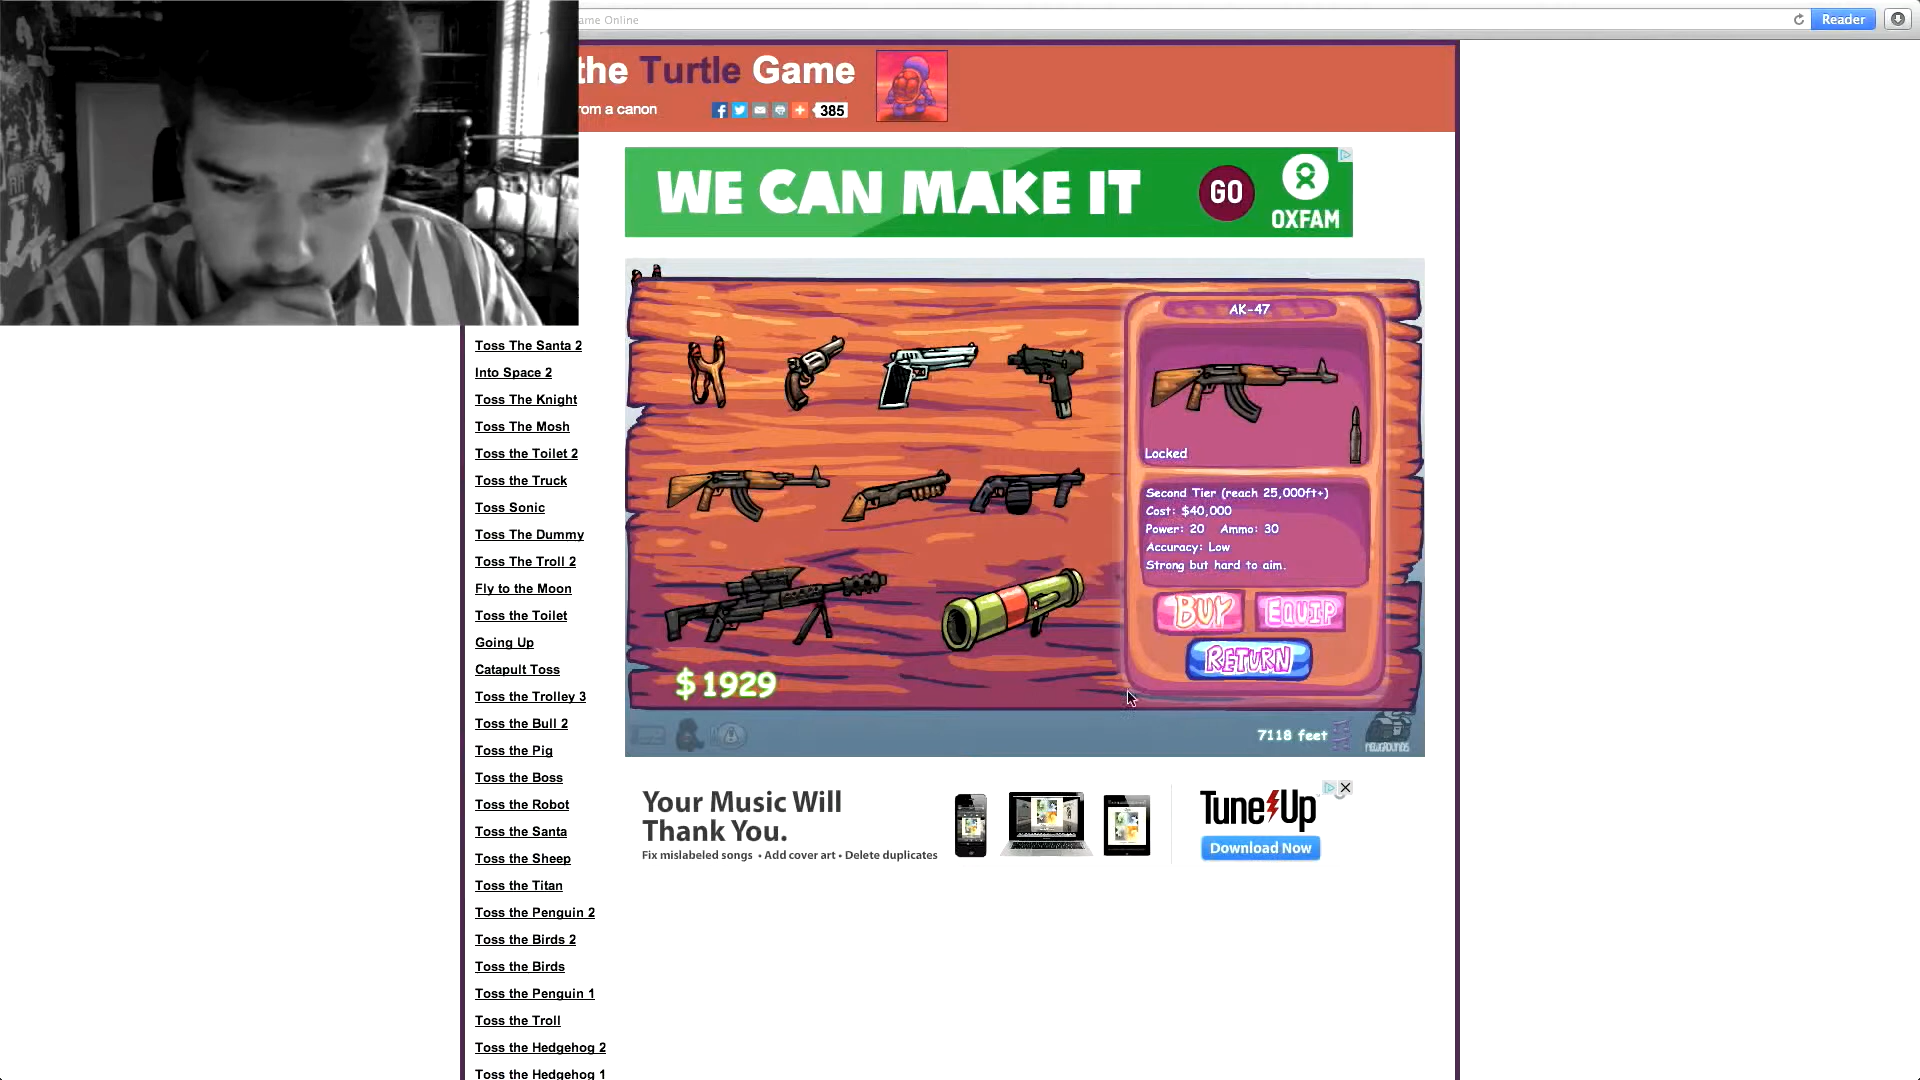 ame Online
Reader
the Turtle Game
rom a canon
385
WE CAN MAKE IT
GO
OXFAM
AK-47
Locked
Second Tier (reach 25,000ft+)
Cost: $40,000
Power: 20 Ammo: 30
Accuracy: Low
Strong but hard to aim.
BUY
EQUIP
RETURN
$1929
7118 feet
NEWGROUNDS
Toss The Santa 2
Into Space 2
Toss The Knight
Toss The Mosh
Toss the Toilet 2
Toss the Truck
Toss Sonic
Toss The Dummy
Toss The Troll 2
Fly to the Moon
Toss the Toilet
Going Up
Catapult Toss
Toss the Trolley 3
Toss the Bull 2
Toss the Pig
Toss the Boss
Toss the Robot
Toss the Santa
Toss the Sheep
Toss the Titan
Toss the Penguin 2
Toss the Birds 2
Toss the Birds
Toss the Penguin 1
Toss the Troll
Toss the Hedgehog 2
Toss the Hedgehog 1
Your Music Will
Thank You.
Fix mislabeled songs • Add cover art • Delete duplicates
TuneUp
Download Now